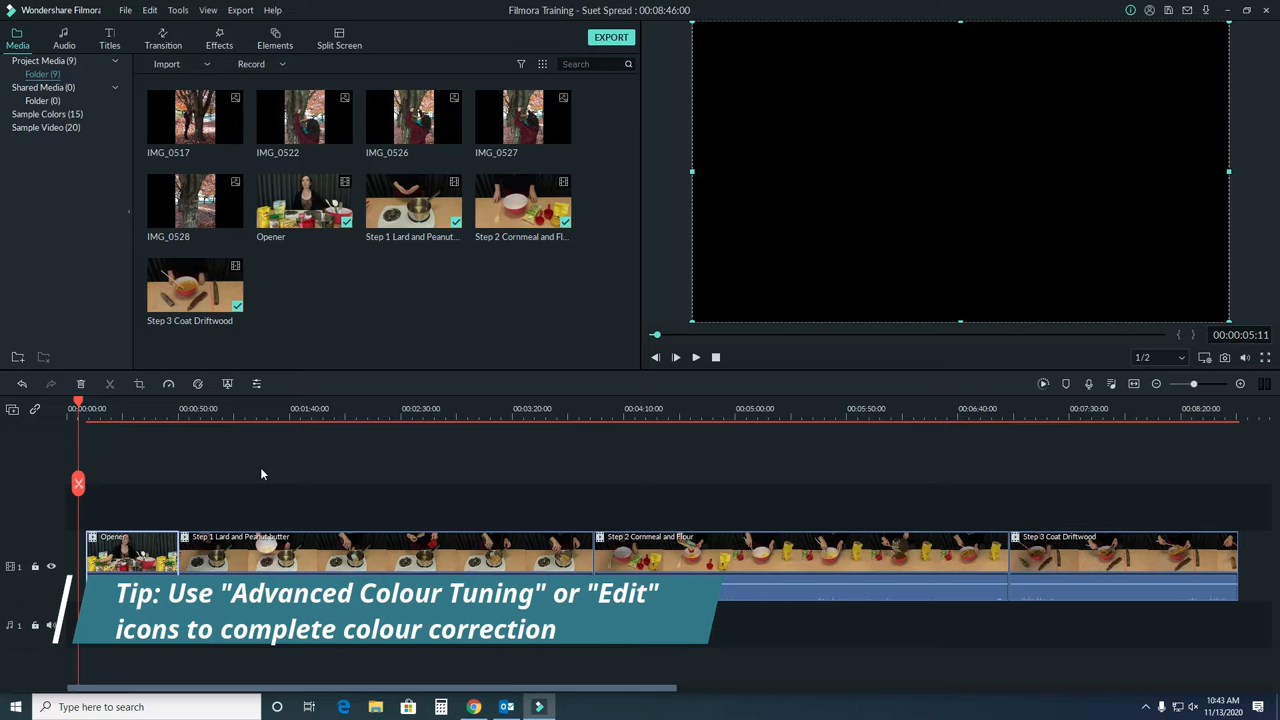 Wondershare Filmora
File
Edit
Tools
View
Export
Help
Filmora Training - Suet Spread : 00:08:46:00
Media
Audio
Titles
Transition
Effects
Elements
Split Screen
EXPORT
Project Media (9)
Folder (9)
Shared Media (0)
Folder (0)
Sample Colors (15)
Sample Video (20)
Import
Record
Search
IMG_0517
IMG_0522
IMG_0526
IMG_0527
IMG_0528
Opener
Step 1 Lard and Peanut...
Step 2 Cornmeal and Fl...
Step 3 Coat Driftwood
00:00:05:11
1/2
00:00:00:00
00:00:50:00
00:01:40:00
00:02:30:00
00:03:20:00
00:04:10:00
00:05:00:00
00:05:50:00
00:06:40:00
00:07:30:00
00:08:20:00
Opener
Step 1 Lard and Peanut butter
Step 2 Cornmeal and Flour
Step 3 Coat Driftwood
1
1
Tip: Use "Advanced Colour Tuning" or "Edit"
icons to complete colour correction
Type here to search
10:43 AM
11/13/2020